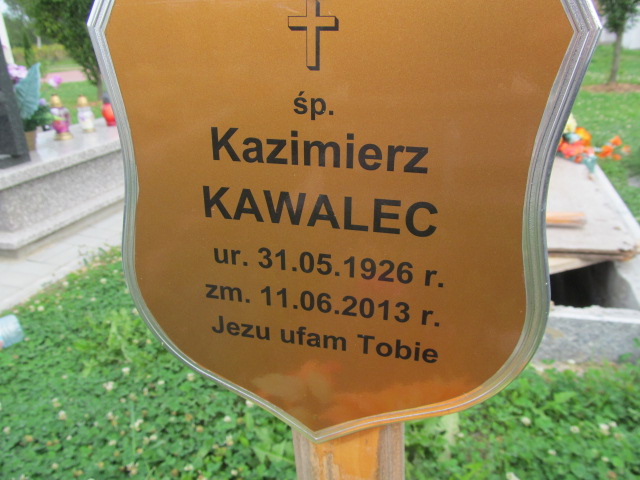 śp.
Kazimierz
KAWALEC
ur. 31.05.1926 r.
zm. 11.06.2013 r.
Jezu ufam Tobie